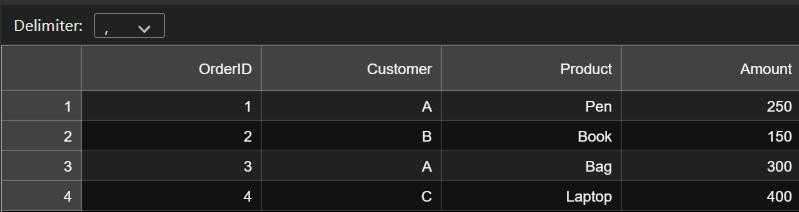 Delimiter: ,
OrderID Customer Product Amount
1 1 A Pen 250
2 2 B Book 150
3 3 A Bag 300
4 4 C Laptop 400